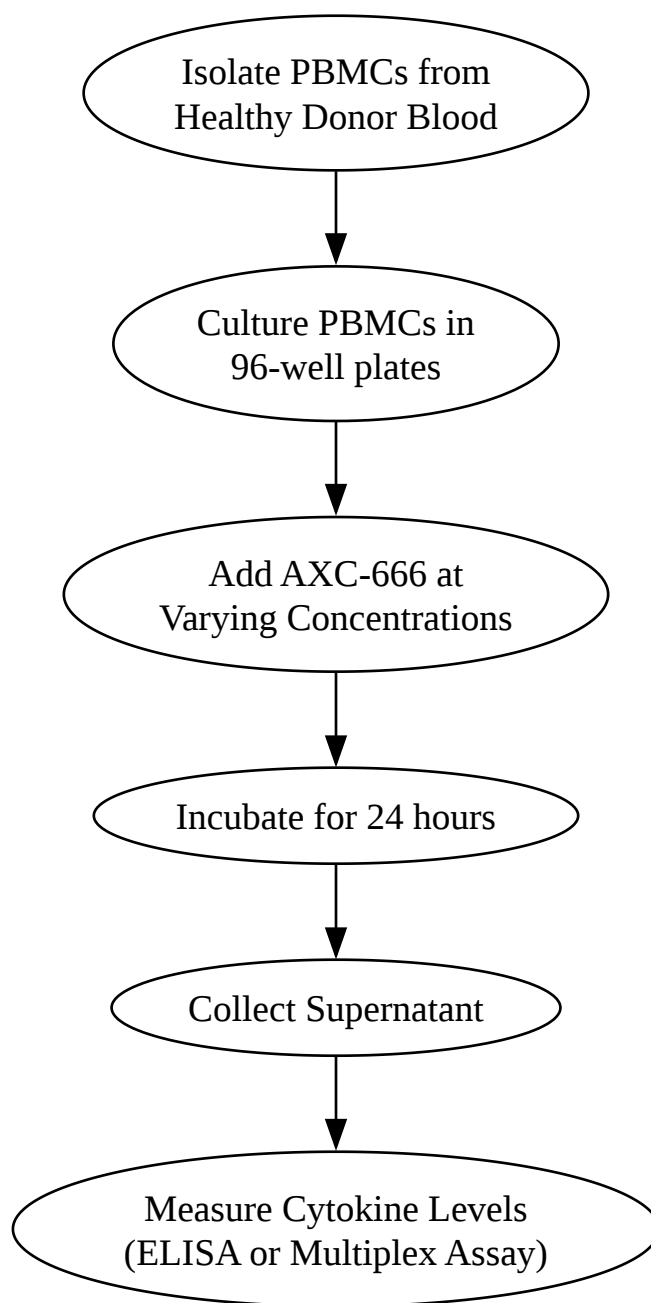 Isolate PBMCs from
Healthy Donor Blood
Culture PBMCs in
96-well plates
Add AXC-666 at
Varying Concentrations
Incubate for 24 hours
Collect Supernatant
Measure Cytokine Levels
(ELISA or Multiplex Assay)